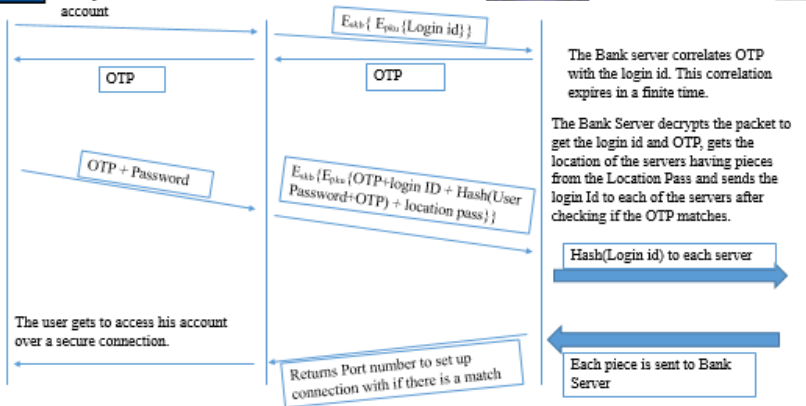 account
E_skb{ E_pku{Login id}}
The Bank server correlates OTP
with the login id. This correlation
expires in a finite time.
OTP
OTP
The Bank Server decrypts the packet to
get the login id and OTP, gets the
location of the servers having pieces
from the Location Pass and sends the
login Id to each of the servers after
checking if the OTP matches.
OTP + Password
{OTP+login ID + Hash(User
Password+OTP) + location pass}}
Hash(Login id) to each server
The user gets to access his account
over a secure connection.
Returns Port number to set up
connection with if there is a match
Each piece is sent to Bank
Server